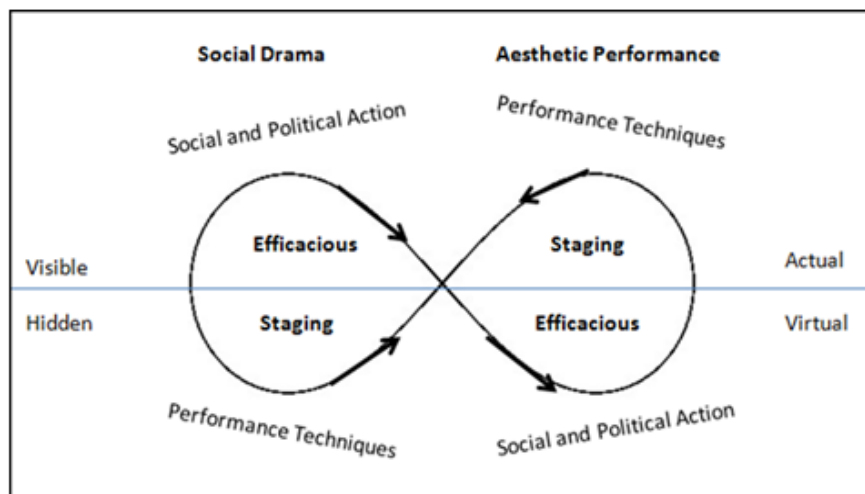 Social Drama
Aesthetic Performance
Social and Political Action
Performance Techniques
Efficacious
Staging
Visible
Actual
Hidden
Staging
Efficacious
Virtual
Performance Techniques
Social and Political Action